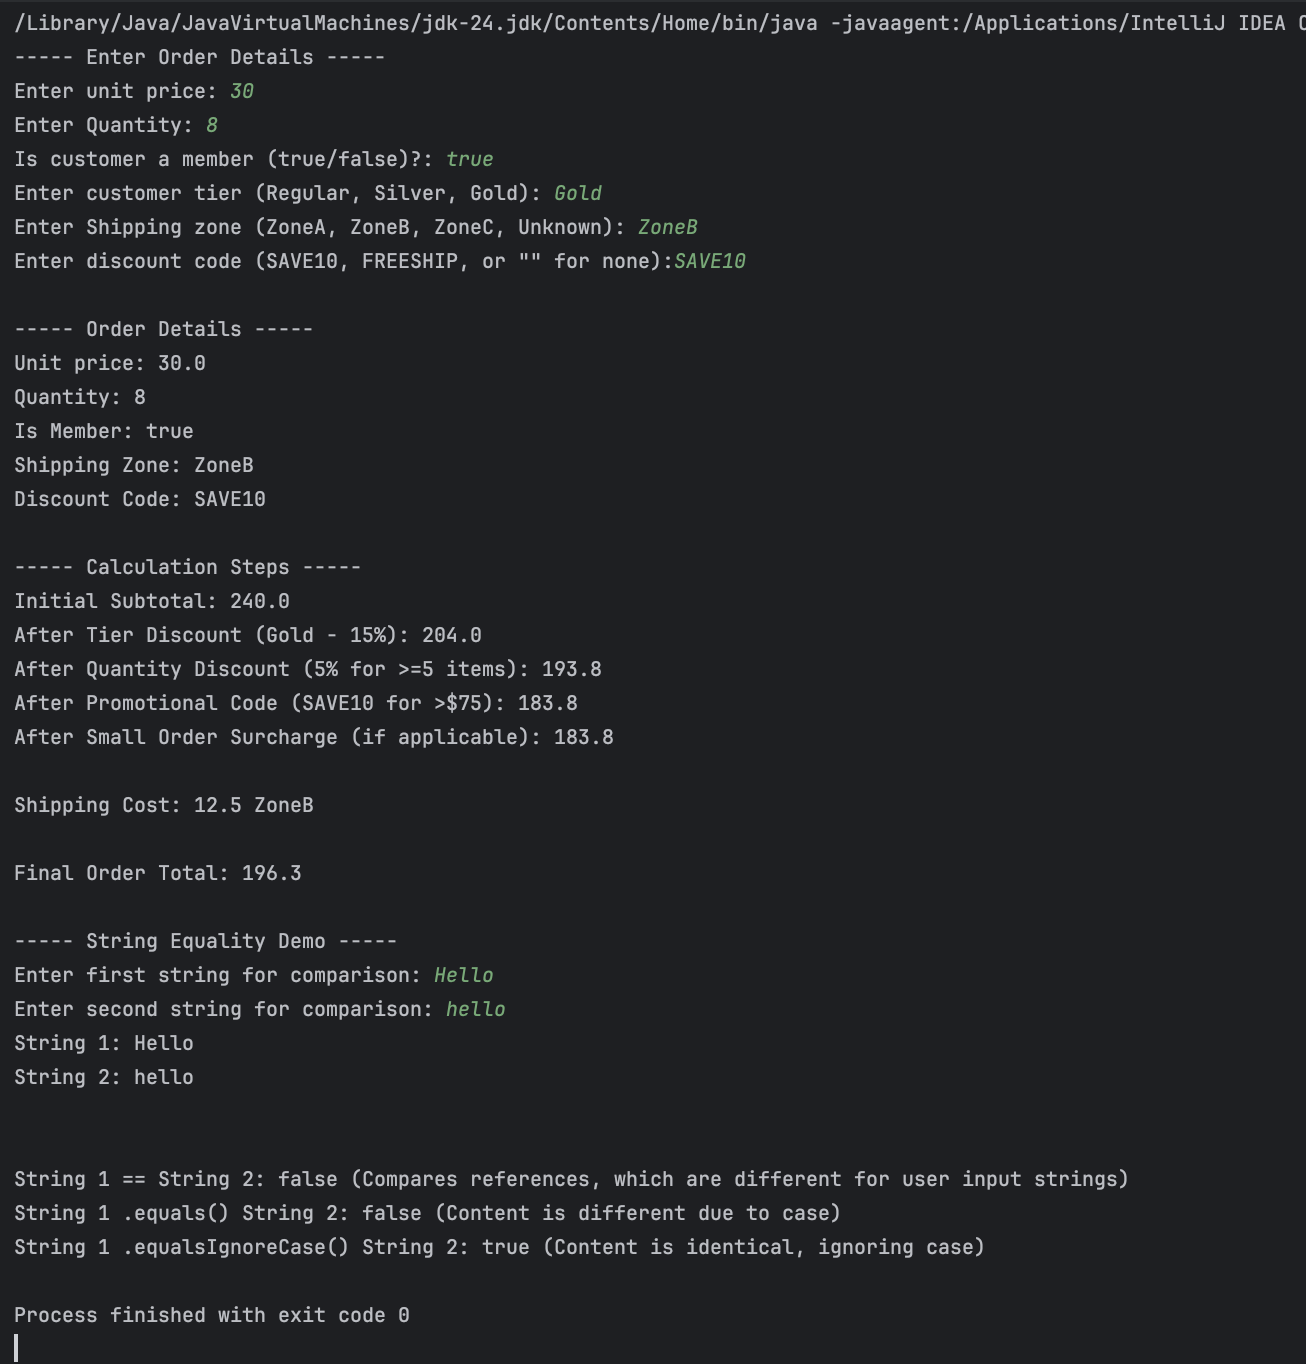 /Library/Java/JavaVirtualMachines/jdk-24.jdk/Contents/Home/bin/java -javaagent:/Applications/IntelliJ IDEA C
----- Enter Order Details -----
Enter unit price: 30
Enter Quantity: 8
Is customer a member (true/false)?: true
Enter customer tier (Regular, Silver, Gold): Gold
Enter Shipping zone (ZoneA, ZoneB, ZoneC, Unknown): ZoneB
Enter discount code (SAVE10, FREESHIP, or "" for none):SAVE10
----- Order Details -----
Unit price: 30.0
Quantity: 8
Is Member: true
Shipping Zone: ZoneB
Discount Code: SAVE10
----- Calculation Steps -----
Initial Subtotal: 240.0
After Tier Discount (Gold - 15%): 204.0
After Quantity Discount (5% for >=5 items): 193.8
After Promotional Code (SAVE10 for >$75): 183.8
After Small Order Surcharge (if applicable): 183.8
Shipping Cost: 12.5 ZoneB
Final Order Total: 196.3
----- String Equality Demo -----
Enter first string for comparison: Hello
Enter second string for comparison: hello
String 1: Hello
String 2: hello
String 1 == String 2: false (Compares references, which are different for user input strings)
String 1 .equals() String 2: false (Content is different due to case)
String 1 .equalsIgnoreCase() String 2: true (Content is identical, ignoring case)
Process finished with exit code 0